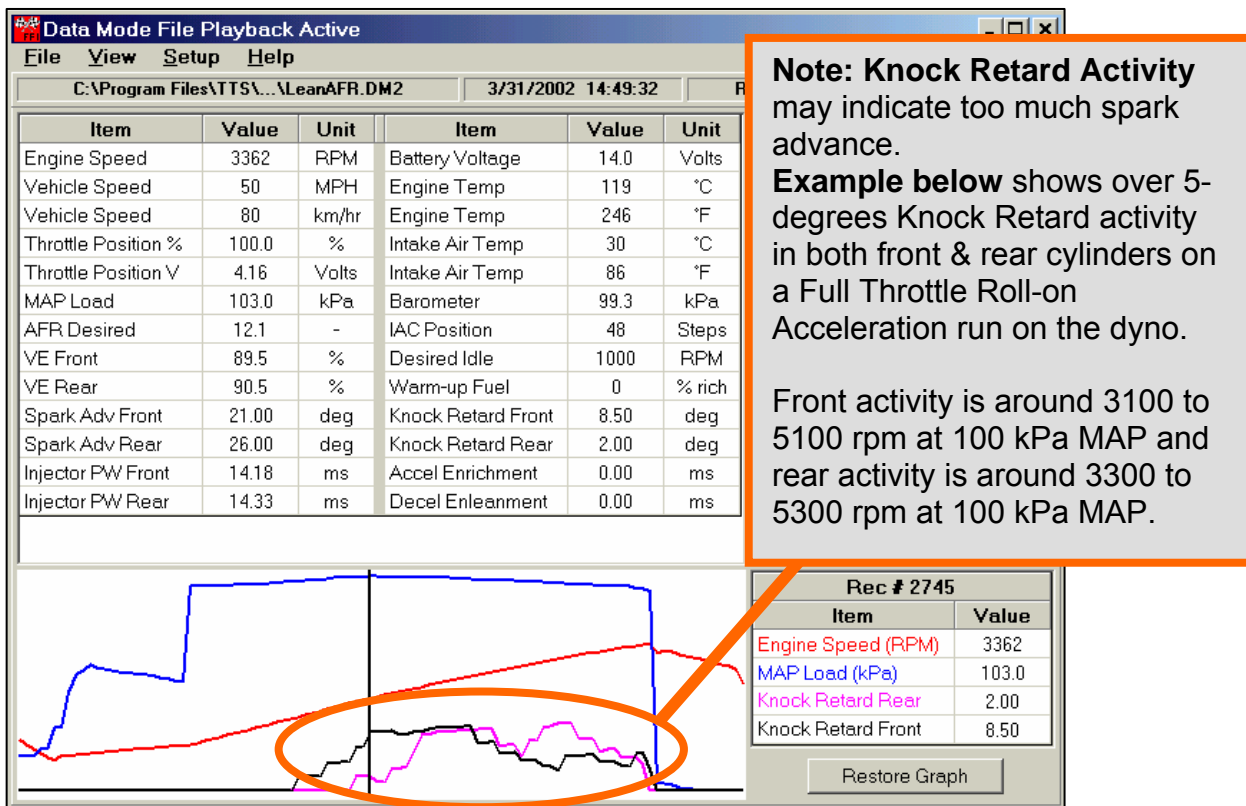 Data Mode File Playback Active
File View Setup Help
C:\Program Files\TTS\...\LeanAFR.DM2 3/31/2002 14:49:32
Item Value Unit Item Value Unit
Engine Speed 3362 RPM Battery Voltage 14.0 Volts
Vehicle Speed 50 MPH Engine Temp 119 °C
Vehicle Speed 80 km/hr Engine Temp 246 °F
Throttle Position % 100.0 % Intake Air Temp 30 °C
Throttle Position V 4.16 Volts Intake Air Temp 86 °F
MAP Load 103.0 kPa Barometer 99.3 kPa
AFR Desired 12.1 - IAC Position 48 Steps
VE Front 89.5 % Desired Idle 1000 RPM
VE Rear 90.5 % Warm-up Fuel 0 % rich
Spark Adv Front 21.00 deg Knock Retard Front 8.50 deg
Spark Adv Rear 26.00 deg Knock Retard Rear 2.00 deg
Injector PW Front 14.18 ms Accel Enrichment 0.00 ms
Injector PW Rear 14.33 ms Decel Enleanment 0.00 ms
Note: Knock Retard Activity
may indicate too much spark
advance.
Example below shows over 5-
degrees Knock Retard activity
in both front & rear cylinders on
a Full Throttle Roll-on
Acceleration run on the dyno.
Front activity is around 3100 to
5100 rpm at 100 kPa MAP and
rear activity is around 3300 to
5300 rpm at 100 kPa MAP.
Rec # 2745
Item Value
Engine Speed (RPM) 3362
MAP Load (kPa) 103.0
Knock Retard Rear 2.00
Knock Retard Front 8.50
Restore Graph